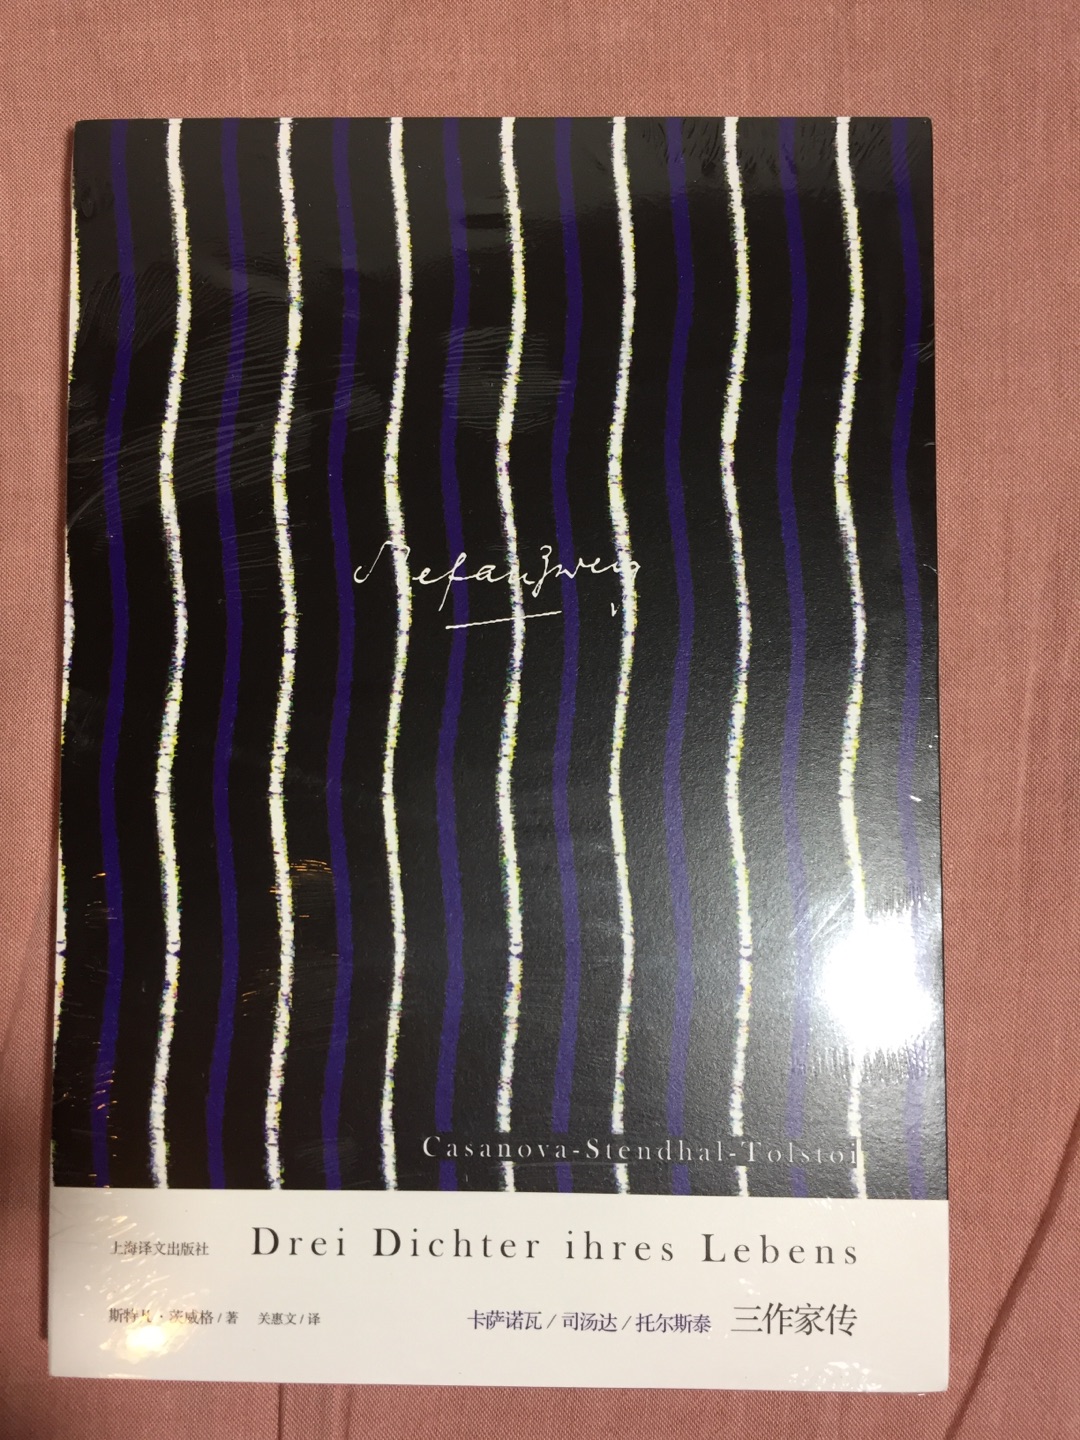 Stefan Zweig
Casanova-Stendhal-Tolstoi
Drei Dichter ihres Lebens
上海译文出版社
斯特凡·茨威格/著 关惠文/译
卡萨诺瓦/司汤达/托尔斯泰 三作家传